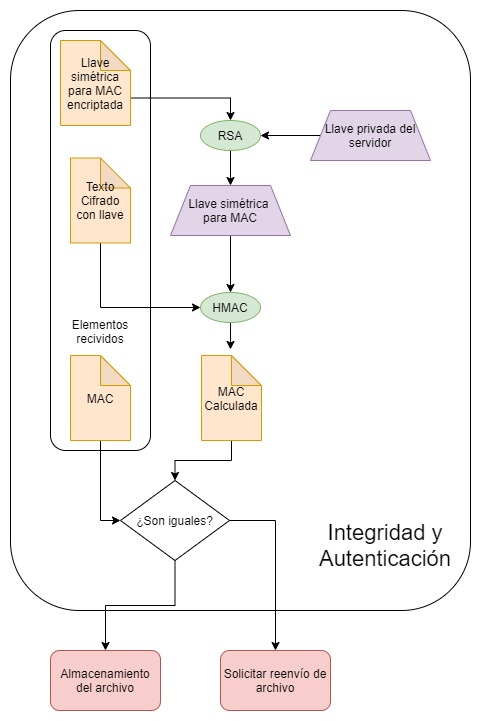 Llave
simétrica
para MAC
encriptada
RSA
Llave privada del
servidor
Texto
Cifrado
con llave
Llave simétrica
para MAC
HMAC
Elementos
recividos
MAC
MAC
Calculada
¿Son iguales?
Integridad y
Autenticación
Almacenamiento
del archivo
Solicitar reenvío de
archivo